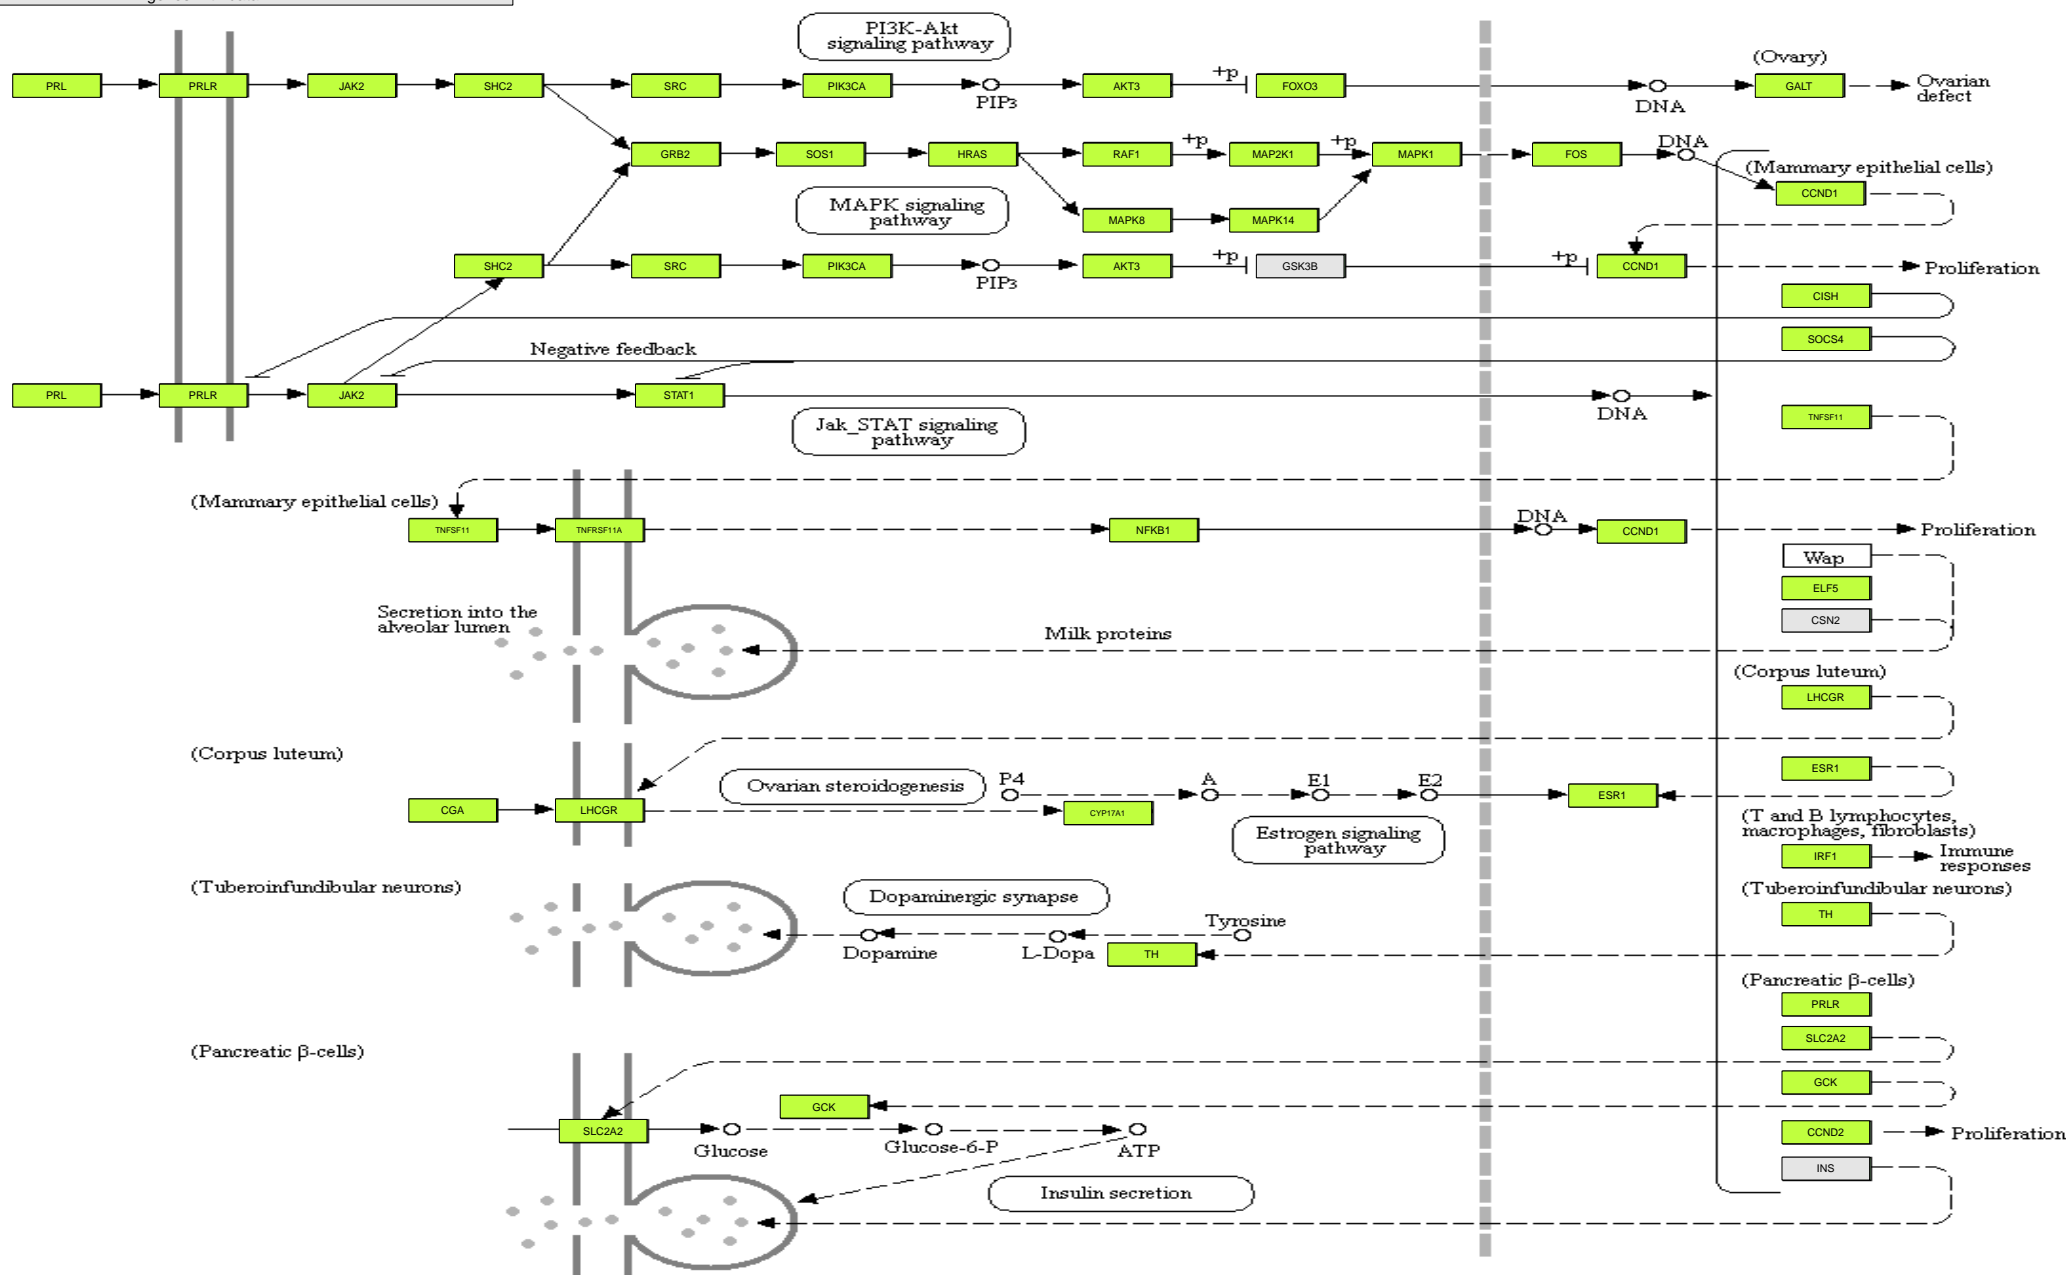 PI3K-Akt
signaling pathway
(Ovary)
PRL PRLR JAK2 SHC2 SRC PIK3CA AKT3 +p FOXO3 GALT Ovarian
defect
PIP3 DNA
GRB2 SOS1 HRAS RAF1 +p MAP2K1 +p MAPK1 FOS DNA
(Mammary epithelial cells)
CCND1
MAPK signaling
pathway
MAPK8 MAPK14
SHC2 SRC PIK3CA AKT3 +p GSK3B +p CCND1 Proliferation
PIP3
CISH
SOCS4
Negative feedback
PRL PRLR JAK2 STAT1
DNA
Jak_STAT signaling
pathway
TNFSF11
(Mammary epithelial cells)
TNFSF11 TNFRSF11A NFKB1 DNA CCND1 Proliferation
Wap
ELF5
CSN2
Secretion into the
alveolar lumen
Milk proteins
(Corpus luteum)
LHCGR
(Corpus luteum)
ESR1
Ovarian steroidogenesis P4 A E1 E2 ESR1
CGA LHCGR CYP17A1
Estrogen signaling
pathway
(T and B lymphocytes,
macrophages, fibroblasts)
IRF1 Immune
responses
(Tuberoinfundibular neurons)
(Tuberoinfundibular neurons)
TH
Dopaminergic synapse
Tyrosine
Dopamine L-Dopa TH
(Pancreatic β-cells)
PRLR
SLC2A2
(Pancreatic β-cells)
GCK
GCK
SLC2A2
Glucose Glucose-6-P ATP
CCND2 Proliferation
INS
Insulin secretion